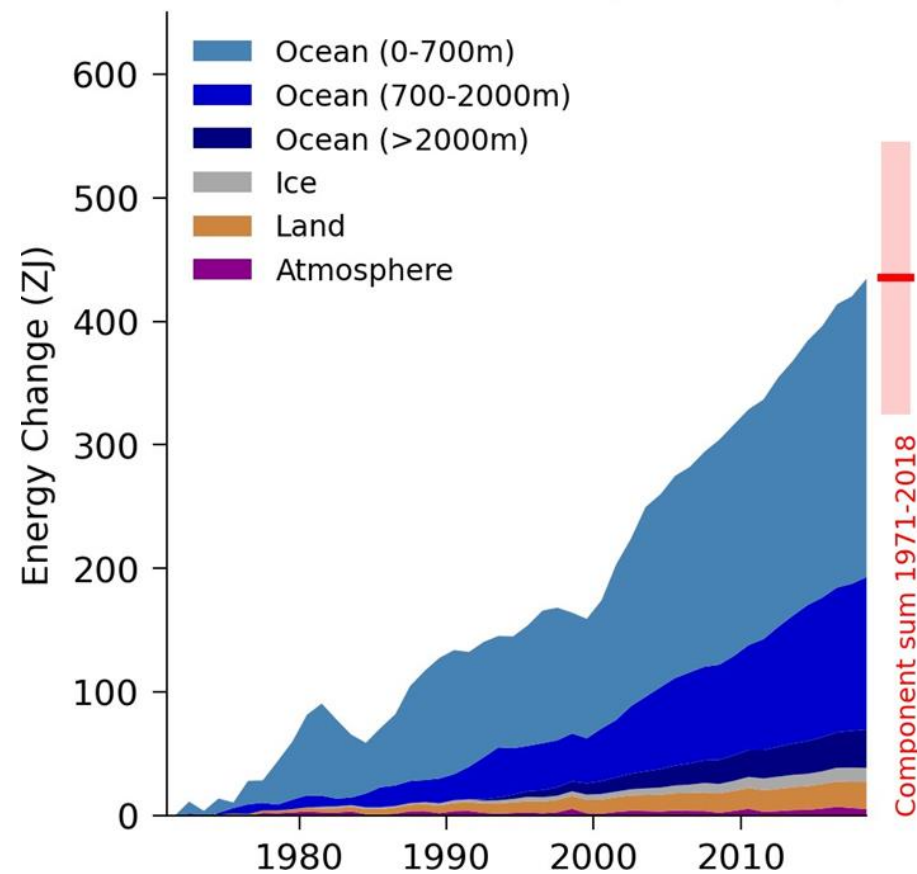 Energy Change (ZJ)
600
500
400
300
200
100
0
Ocean (0-700m)
Ocean (700-2000m)
Ocean (>2000m)
Ice
Land
Atmosphere
1980
1990
2000
2010
Component sum 1971-2018